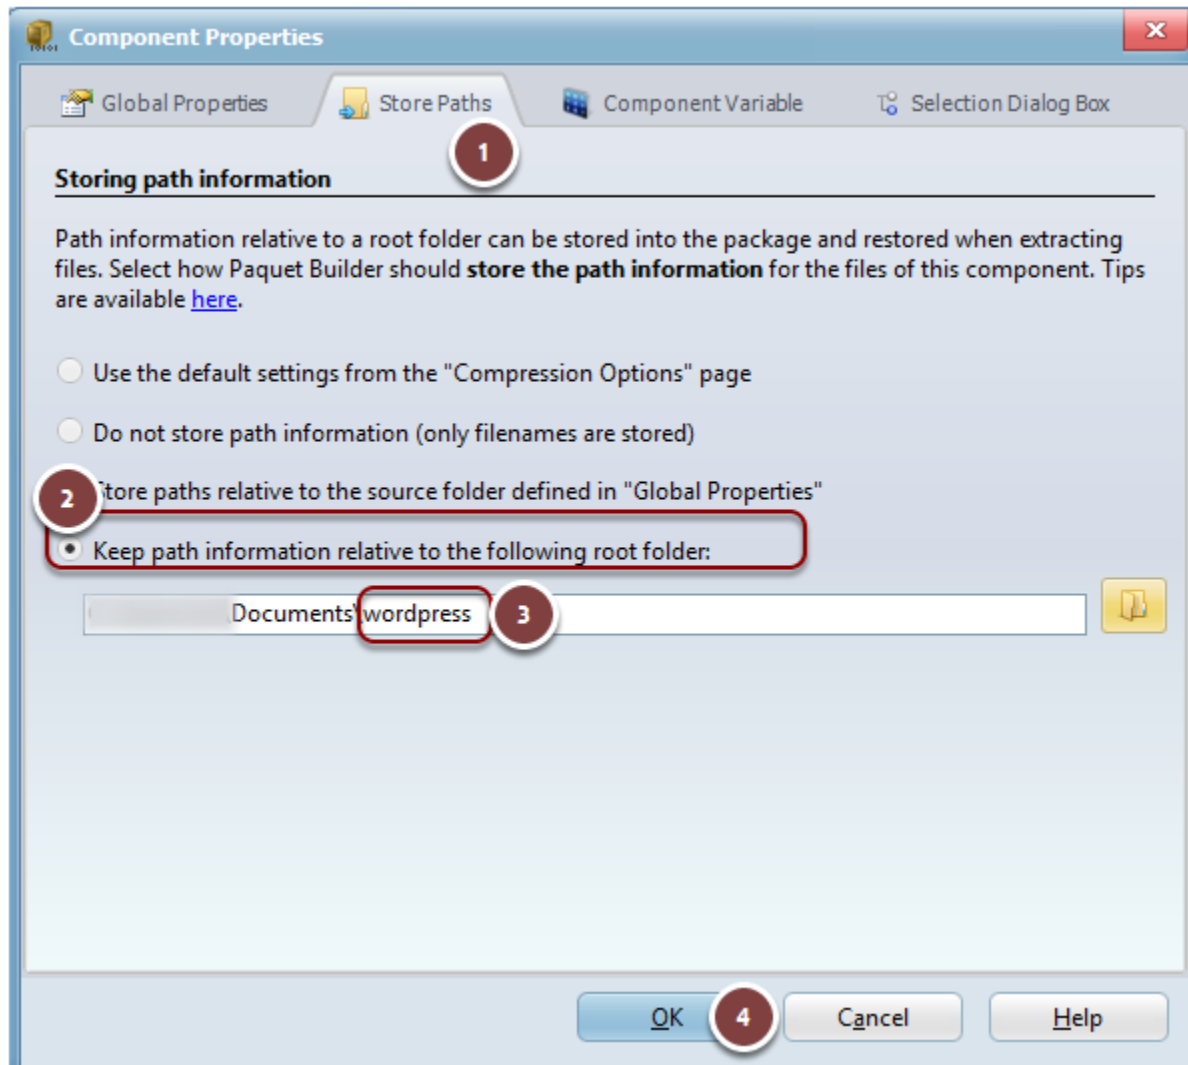 Component Properties
Global Properties
Store Paths
Component Variable
Selection Dialog Box
1
Storing path information
Path information relative to a root folder can be stored into the package and restored when extracting
files. Select how Paquet Builder should store the path information for the files of this component. Tips
are available here.
Use the default settings from the "Compression Options" page
Do not store path information (only filenames are stored)
2
Store paths relative to the source folder defined in "Global Properties"
Keep path information relative to the following root folder:
\Documents\wordpress
3
OK
4
Cancel
Help